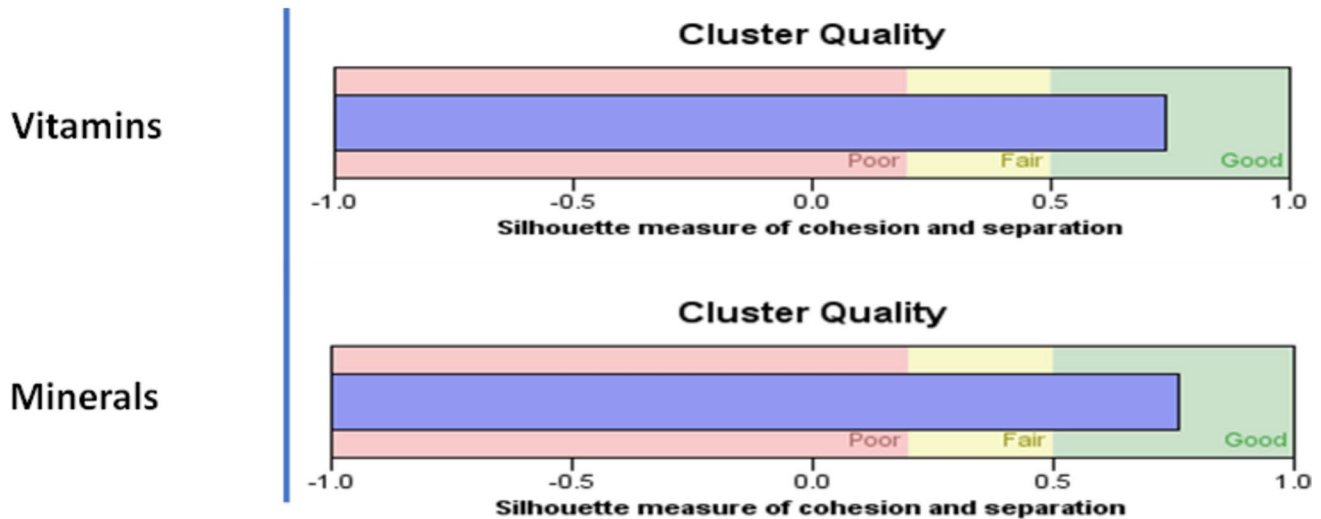 Vitamins
Cluster Quality
Poor Fair Good
-1.0 -0.5 0.0 0.5 1.0
Silhouette measure of cohesion and separation
Minerals
Cluster Quality
Poor Fair Good
-1.0 -0.5 0.0 0.5 1.0
Silhouette measure of cohesion and separation